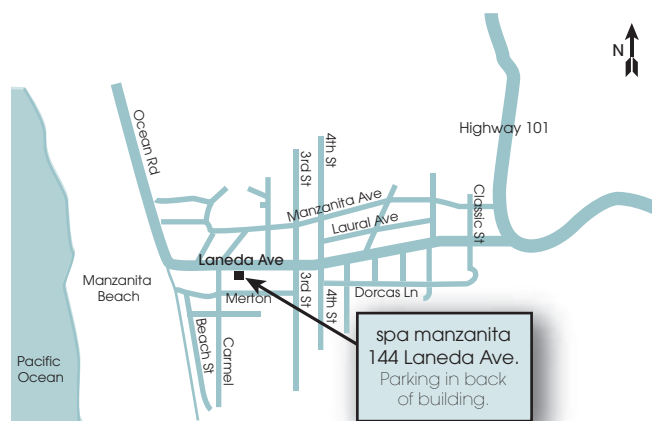 N
Highway 101
Ocean Rd
4th St
3rd St
Manzanita Ave
Laural Ave
Classic St
Laneda Ave
Manzanita
Beach
Merton
3rd St
4th St
Dorcas Ln
Beach St
Carmel
Pacific
Ocean
spa manzanita
144 Laneda Ave.
Parking in back
of building.